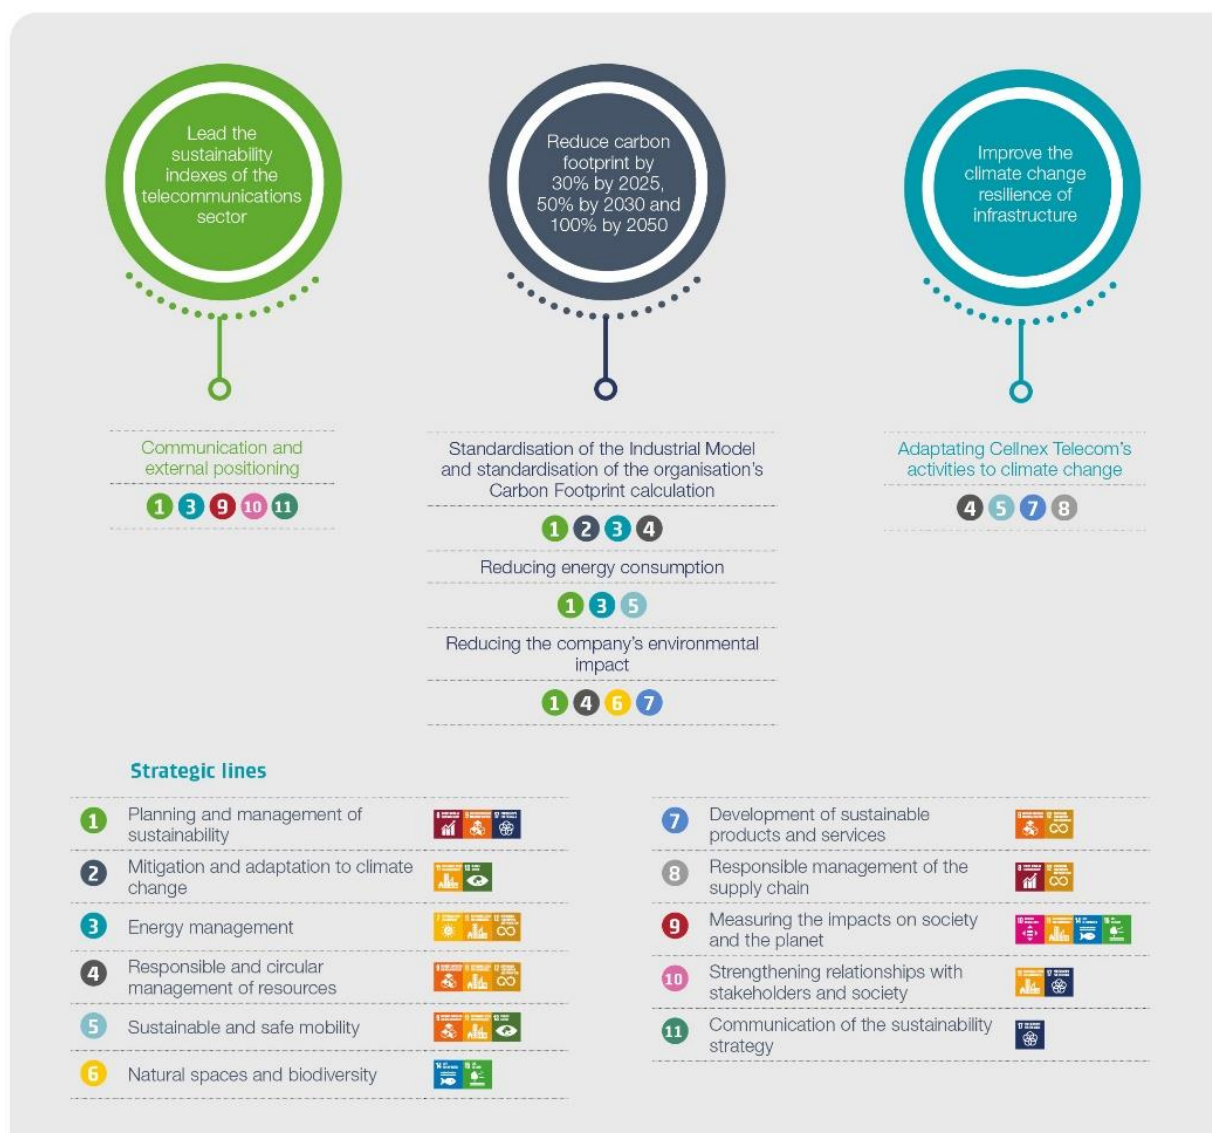 Lead the
sustainability
indexes of the
telecommunications
sector
Reduce carbon
footprint by
30% by 2025,
50% by 2030 and
100% by 2050
Improve the
climate change
resilience of
infrastructure
Communication and
external positioning
1 3 9 10 11
Standardisation of the Industrial Model
and standardisation of the organisation's
Carbon Footprint calculation
1 2 3 4
Reducing energy consumption
1 3 5
Reducing the company's environmental
impact
1 4 6 7
Adaptating Cellnex Telecom's
activities to climate change
4 5 7 8
Strategic lines
1 Planning and management of
sustainability
2 Mitigation and adaptation to climate
change
3 Energy management
4 Responsible and circular
management of resources
5 Sustainable and safe mobility
6 Natural spaces and biodiversity
7 Development of sustainable
products and services
8 Responsible management of the
supply chain
9 Measuring the impacts on society
and the planet
10 Strengthening relationships with
stakeholders and society
11 Communication of the sustainability
strategy